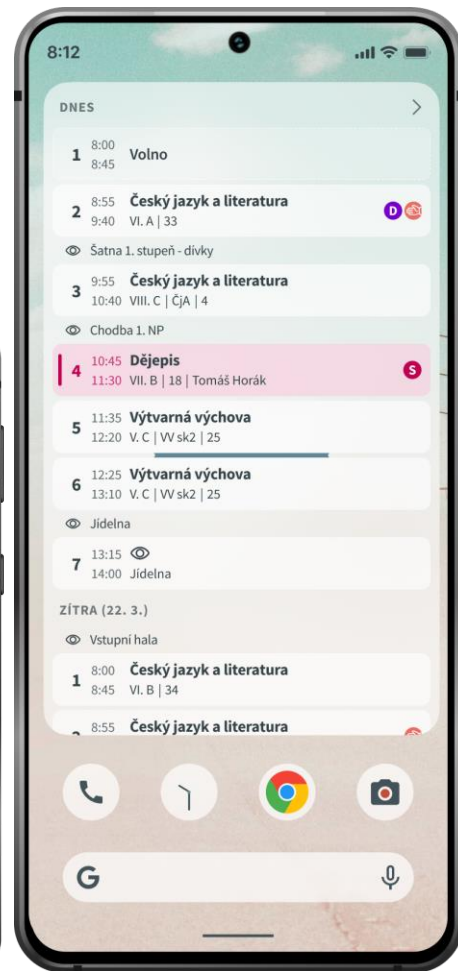 8:12
DNES
1 8:00 Volno
8:45
2 8:55 Český jazyk a literatura D
9:40 VI. A | 33
Šatna 1. stupeň - dívky
3 9:55 Český jazyk a literatura
10:40 VIII. C | ČjA | 4
Chodba 1. NP
4 10:45 Dějepis S
11:30 VII. B | 18 | Tomáš Horák
5 11:35 Výtvarná výchova
12:20 V. C | VV sk2 | 25
6 12:25 Výtvarná výchova
13:10 V. C | VV sk2 | 25
Jídelna
7 13:15
14:00 Jídelna
ZÍTRA (22. 3.)
Vstupní hala
1 8:00 Český jazyk a literatura
8:45 VI. B | 34
2 8:55 Český jazyk a literatura
G